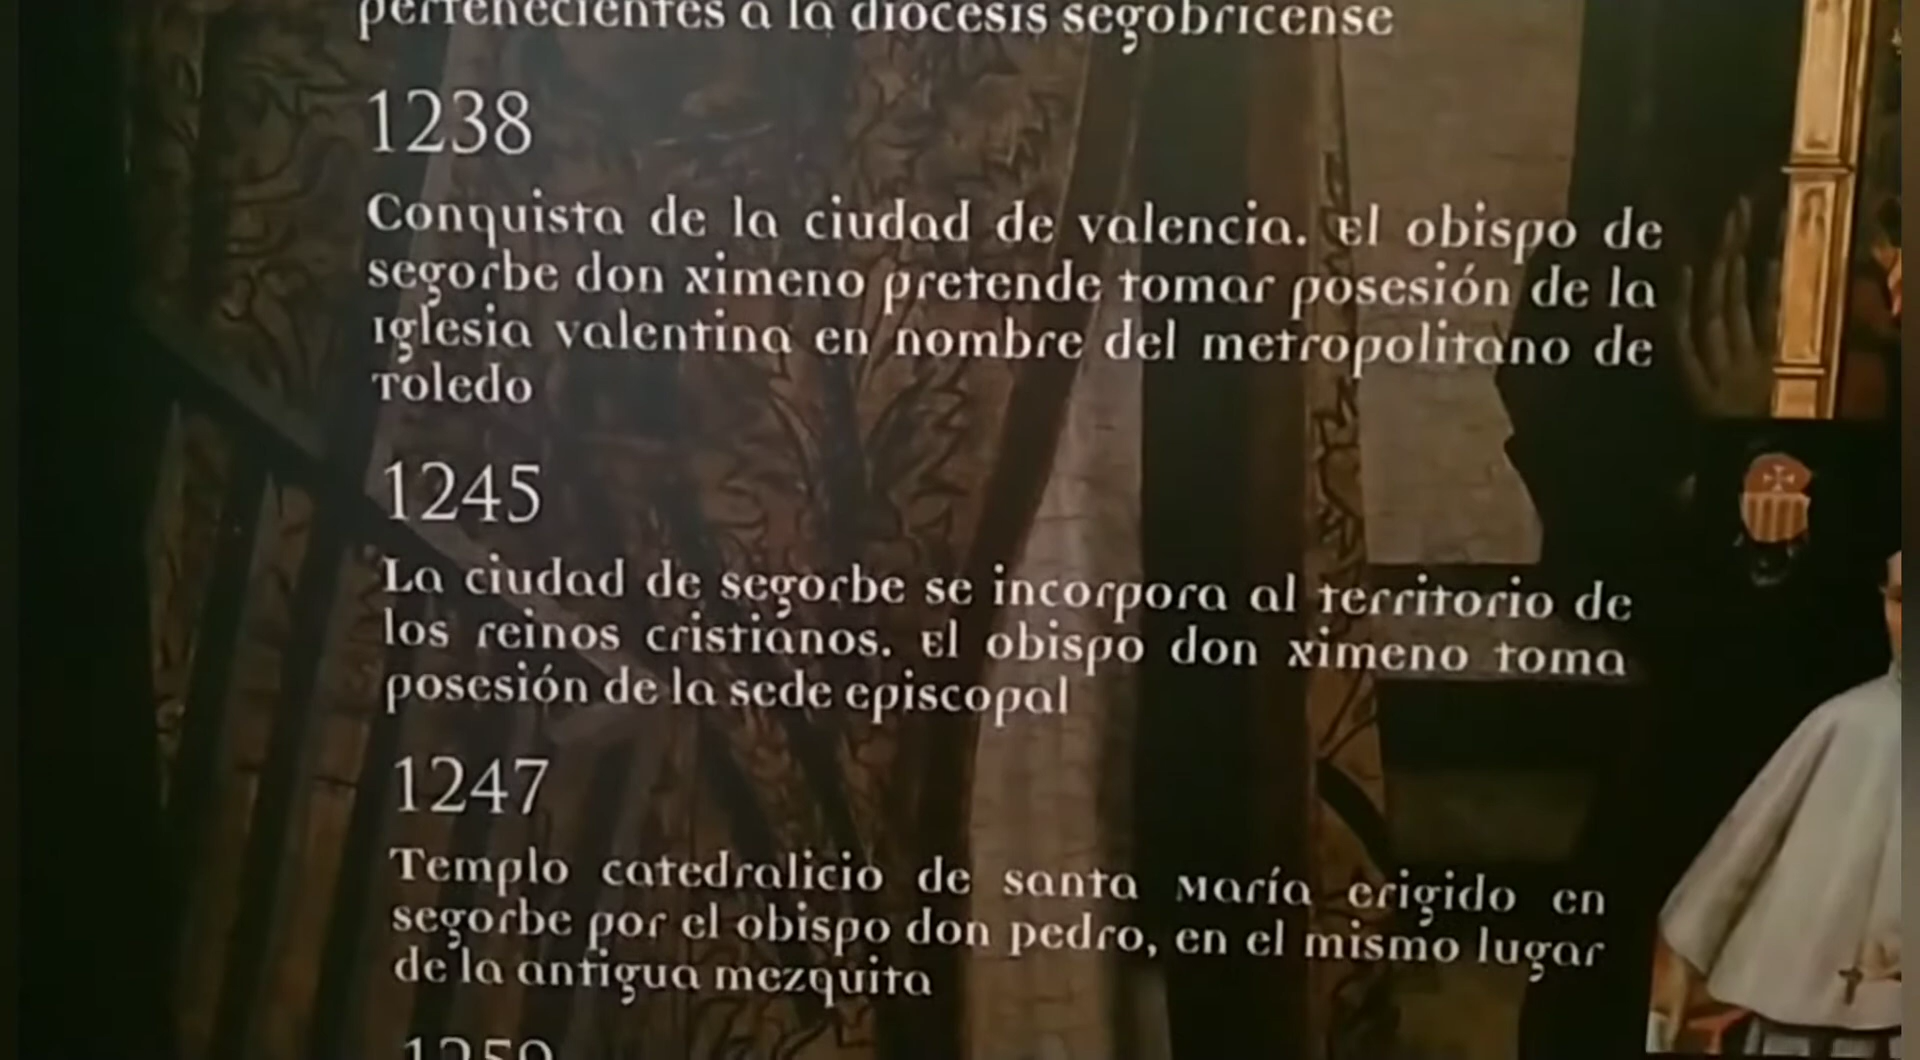 pertenecientes a la diócesis segobricense
1238
Conquista de la ciudad de valencia. El obispo de
segorbe don ximeno pretende tomar posesión de la
Iglesia valentina en nombre del metropolitano de
Toledo
1245
La ciudad de segorbe se incorpora al territorio de
los reinos cristianos. El obispo don ximeno toma
posesión de la sede episcopal
1247
Templo catedralicio de santa María erigido en
segorbe por el obispo don pedro, en el mismo lugar
de la antigua mezquita